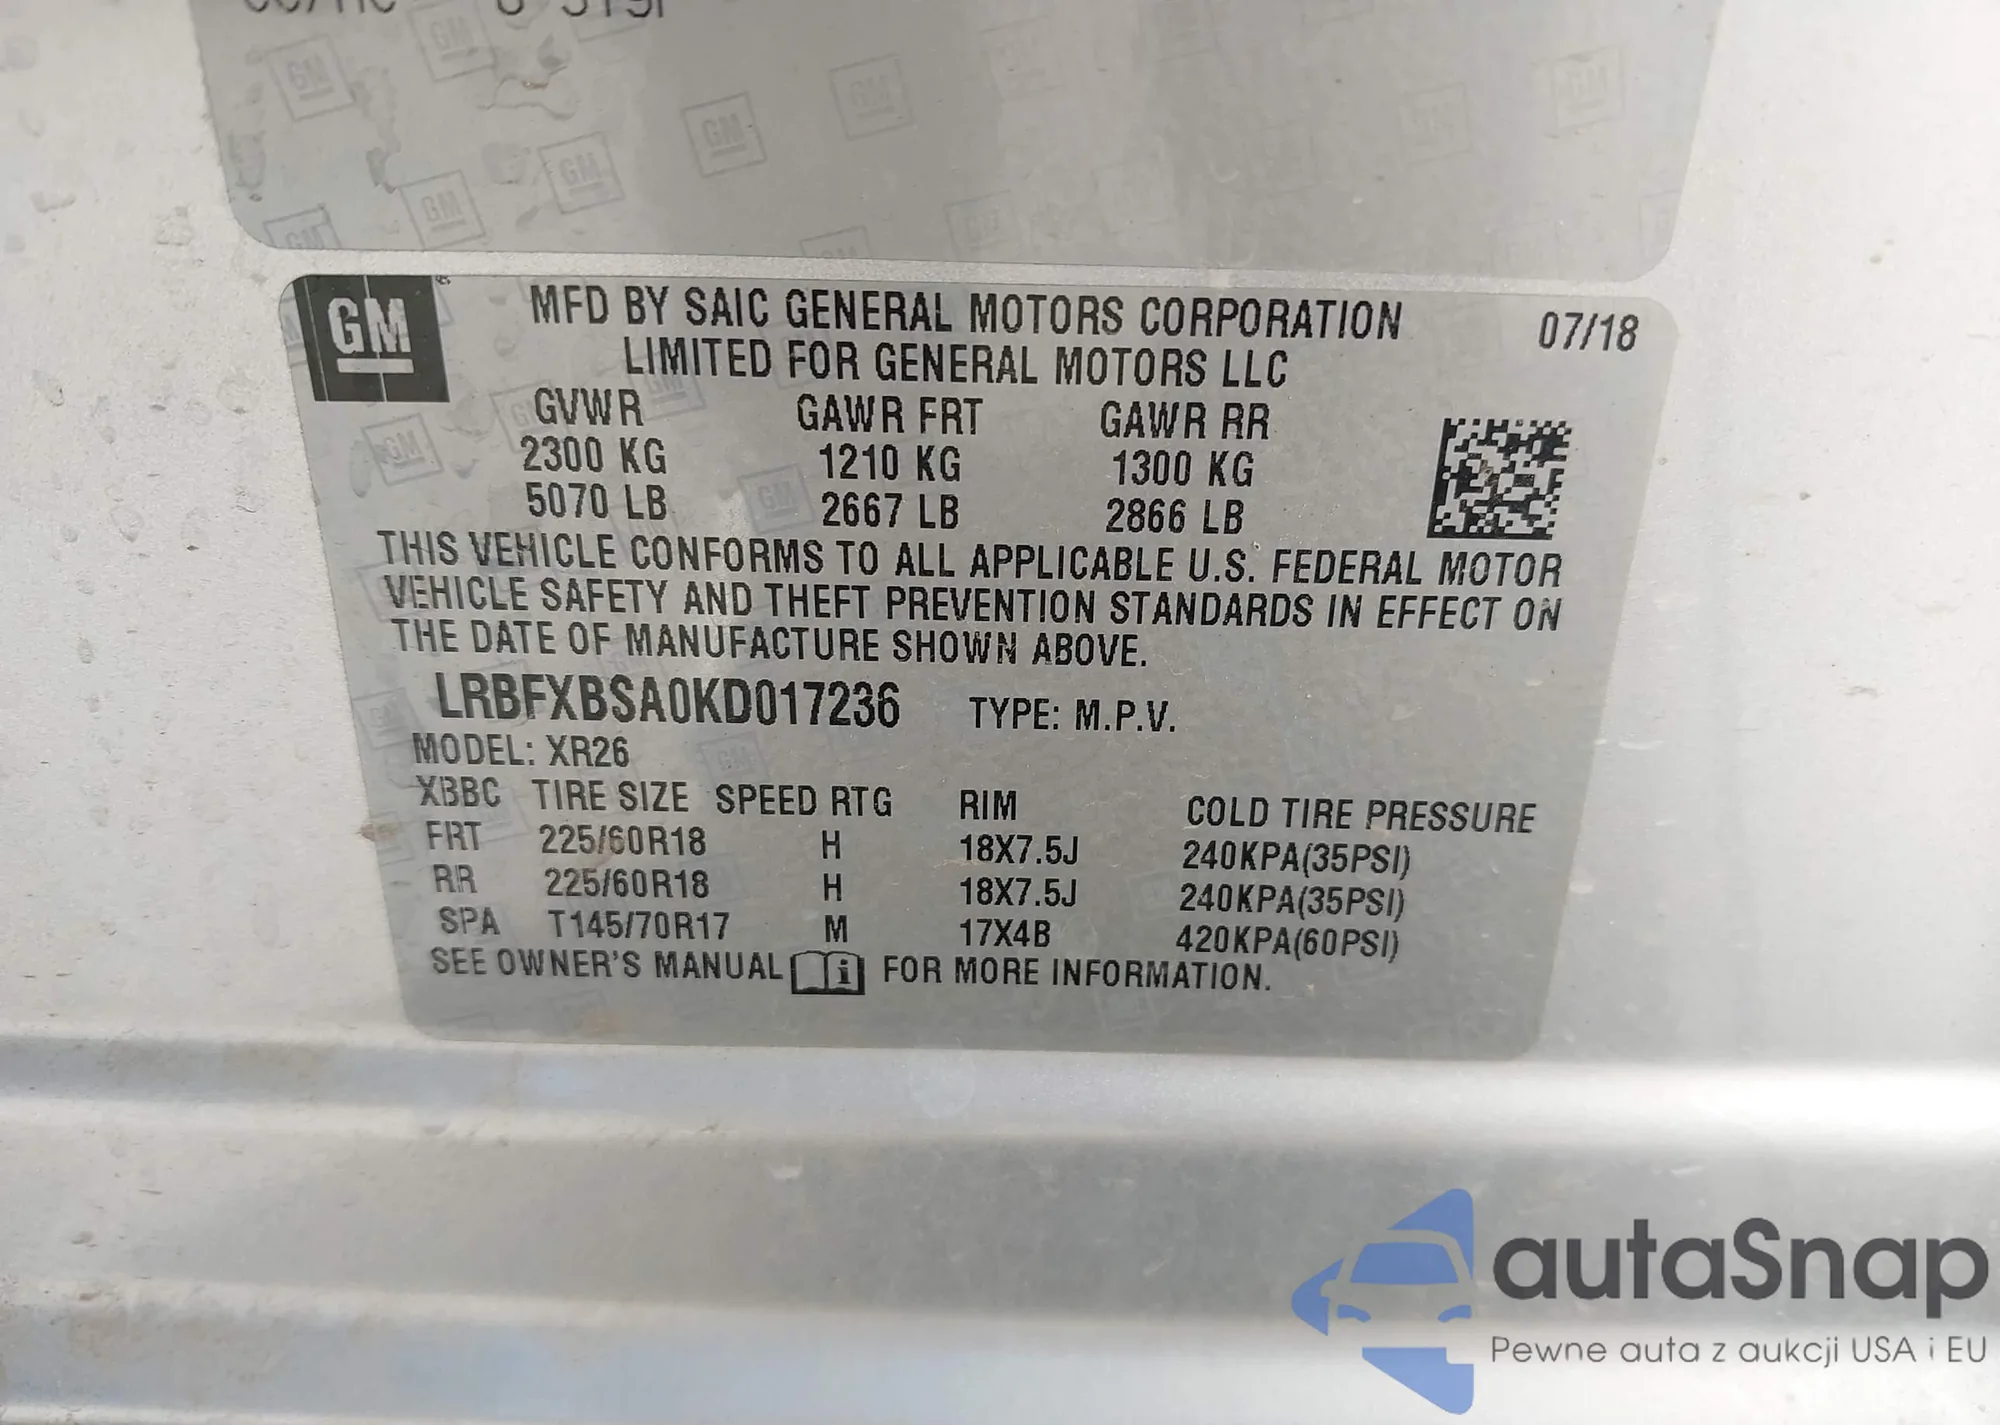 GM
MFD BY SAIC GENERAL MOTORS CORPORATION
LIMITED FOR GENERAL MOTORS LLC
07/18
GVWR GAWR FRT GAWR RR
2300 KG 1210 KG 1300 KG
5070 LB 2667 LB 2866 LB
THIS VEHICLE CONFORMS TO ALL APPLICABLE U.S. FEDERAL MOTOR
VEHICLE SAFETY AND THEFT PREVENTION STANDARDS IN EFFECT ON
THE DATE OF MANUFACTURE SHOWN ABOVE.
LRBFXBSA0KD017236 TYPE: M.P.V.
MODEL: XR26
XBBC TIRE SIZE SPEED RTG RIM COLD TIRE PRESSURE
FRT 225/60R18 H 18X7.5J 240KPA(35PSI)
RR 225/60R18 H 18X7.5J 240KPA(35PSI)
SPA T145/70R17 M 17X4B 420KPA(60PSI)
SEE OWNER'S MANUAL i FOR MORE INFORMATION.
autaSnap
Pewne auta z aukcji USA i EU